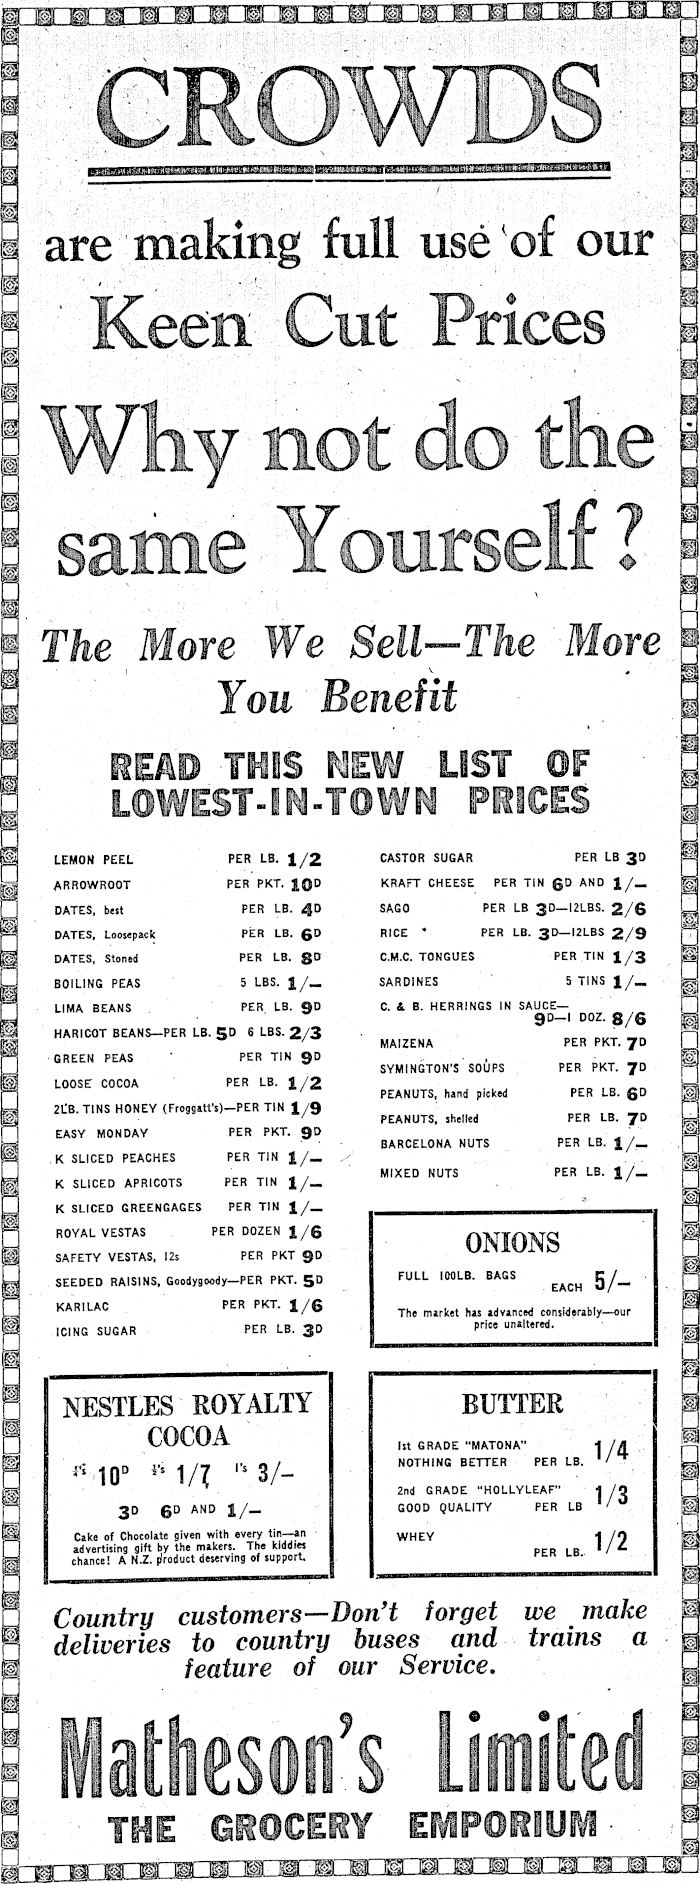 CROWDS
are making full use of our
Keen Cut Prices
Why not do the
same Yourself?
The More We Sell—The More
You Benefit
READ THIS NEW LIST OF
LOWEST-IN-TOWN PRICES
LEMON PEEL PER LB. 1/2
ARROWROOT PER PKT. 10D
DATES, best PER LB. 4D
DATES, Loosepack PER LB. 6D
DATES, Stoned PER LB. 8D
BOILING PEAS 5 LBS. 1/–
LIMA BEANS PER LB. 9D
HARICOT BEANS—PER LB. 5D 6 LBS. 2/3
GREEN PEAS PER TIN 9D
LOOSE COCOA PER LB. 1/2
2LB. TINS HONEY (Froggatt's)—PER TIN 1/9
EASY MONDAY PER PKT. 9D
K SLICED PEACHES PER TIN 1/–
K SLICED APRICOTS PER TIN 1/–
K SLICED GREENGAGES PER TIN 1/–
ROYAL VESTAS PER DOZEN 1/6
SAFETY VESTAS, 12s PER PKT 9D
SEEDED RAISINS, Goodygoody—PER PKT. 5D
KARILAC PER PKT. 1/6
ICING SUGAR PER LB. 3D
CASTOR SUGAR PER LB 3D
KRAFT CHEESE PER TIN 6D AND 1/–
SAGO PER LB 3D—12LBS. 2/6
RICE PER LB. 3D—12LBS 2/9
C.M.C. TONGUES PER TIN 1/3
SARDINES 5 TINS 1/–
C. & B. HERRINGS IN SAUCE—
9D—1 DOZ. 8/6
MAIZENA PER PKT. 7D
SYMINGTON'S SOUPS PER PKT. 7D
PEANUTS, hand picked PER LB. 6D
PEANUTS, shelled PER LB. 7D
BARCELONA NUTS PER LB. 1/–
MIXED NUTS PER LB. 1/–
ONIONS
FULL 100LB. BAGS
EACH 5/–
The market has advanced considerably—our
price unaltered.
NESTLES ROYALTY
COCOA
¼'s 10D ½'s 1/7 1's 3/–
3D 6D AND 1/–
Cake of Chocolate given with every tin—an
advertising gift by the makers. The kiddies
chance! A N.Z. product deserving of support.
BUTTER
1st GRADE "MATONA"
NOTHING BETTER PER LB. 1/4
2nd GRADE "HOLLYLEAF"
GOOD QUALITY PER LB 1/3
WHEY
PER LB. 1/2
Country customers—Don't forget we make
deliveries to country buses and trains a
feature of our Service.
Matheson's Limited
THE GROCERY EMPORIUM